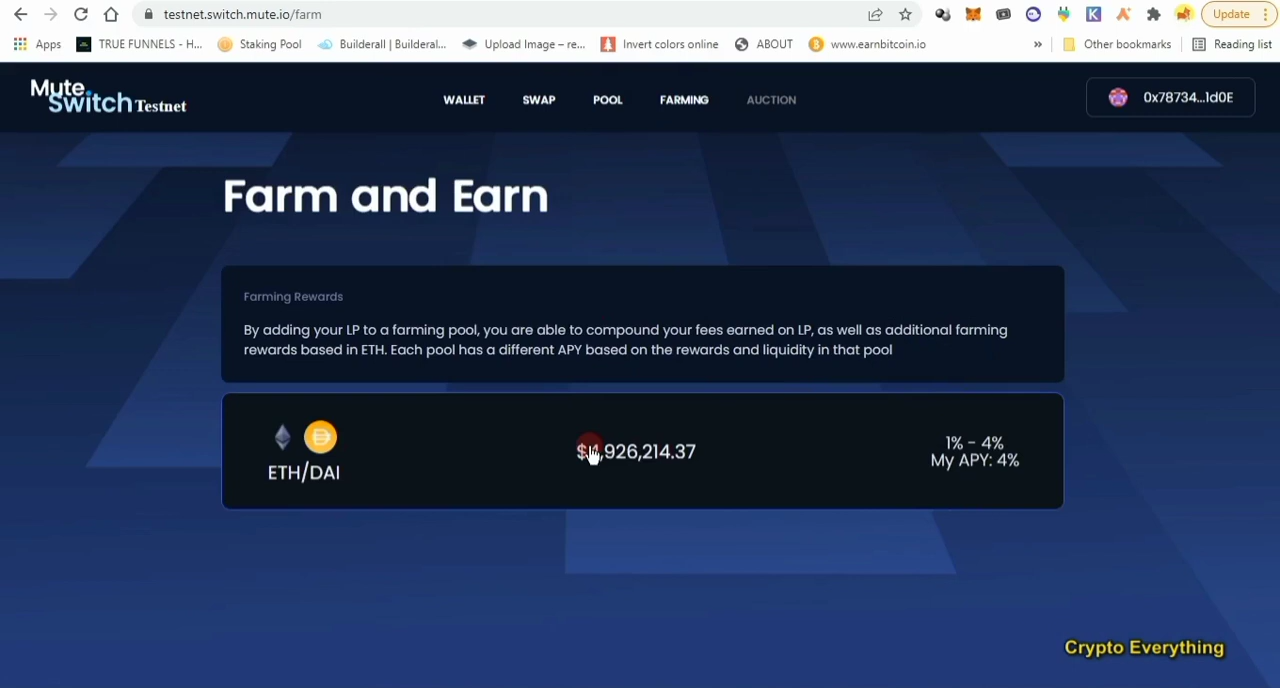 testnet.switch.mute.io/farm
Update
Apps
TRUE FUNNELS - H...
Staking Pool
Builderall | Builderal...
Upload Image – re...
Invert colors online
ABOUT
www.earnbitcoin.io
»
Other bookmarks
Reading list
Mute.
Switch Testnet
WALLET
SWAP
POOL
FARMING
AUCTION
0x78734...1d0E
Farm and Earn
Farming Rewards
By adding your LP to a farming pool, you are able to compound your fees earned on LP, as well as additional farming
rewards based in ETH. Each pool has a different APY based on the rewards and liquidity in that pool
ETH/DAI
1% - 4%
My APY: 4%
Crypto Everything